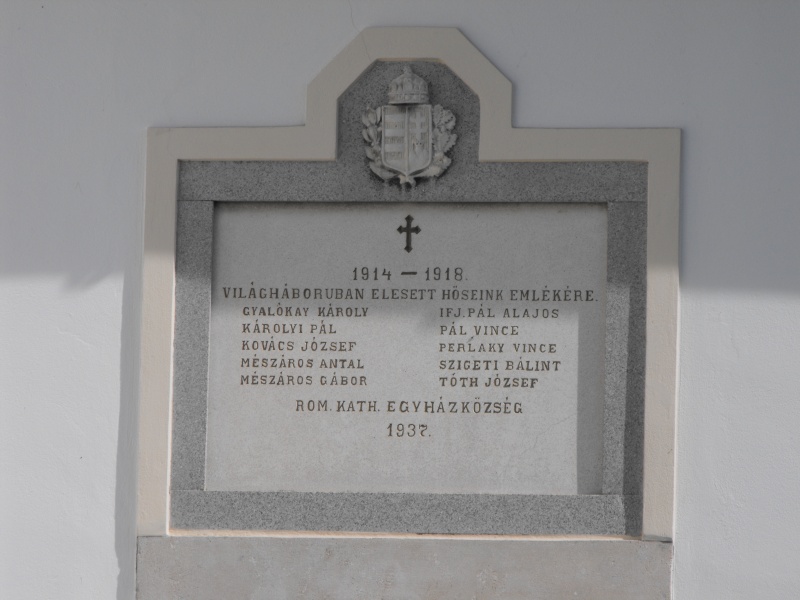 1914 — 1918.
VILÁGHÁBORUBAN ELESETT HŐSEINK EMLÉKÉRE.
GYALÓKAY KÁROLY
KÁROLYI PÁL
KOVÁCS JÓZSEF
MÉSZÁROS ANTAL
MÉSZÁROS GÁBOR
IFJ. PÁL ALAJOS
PÁL VINCE
PERLAKY VINCE
SZIGETI BÁLINT
TÓTH JÓZSEF
ROM. KATH. EGYHÁZKÖZSÉG
1937.